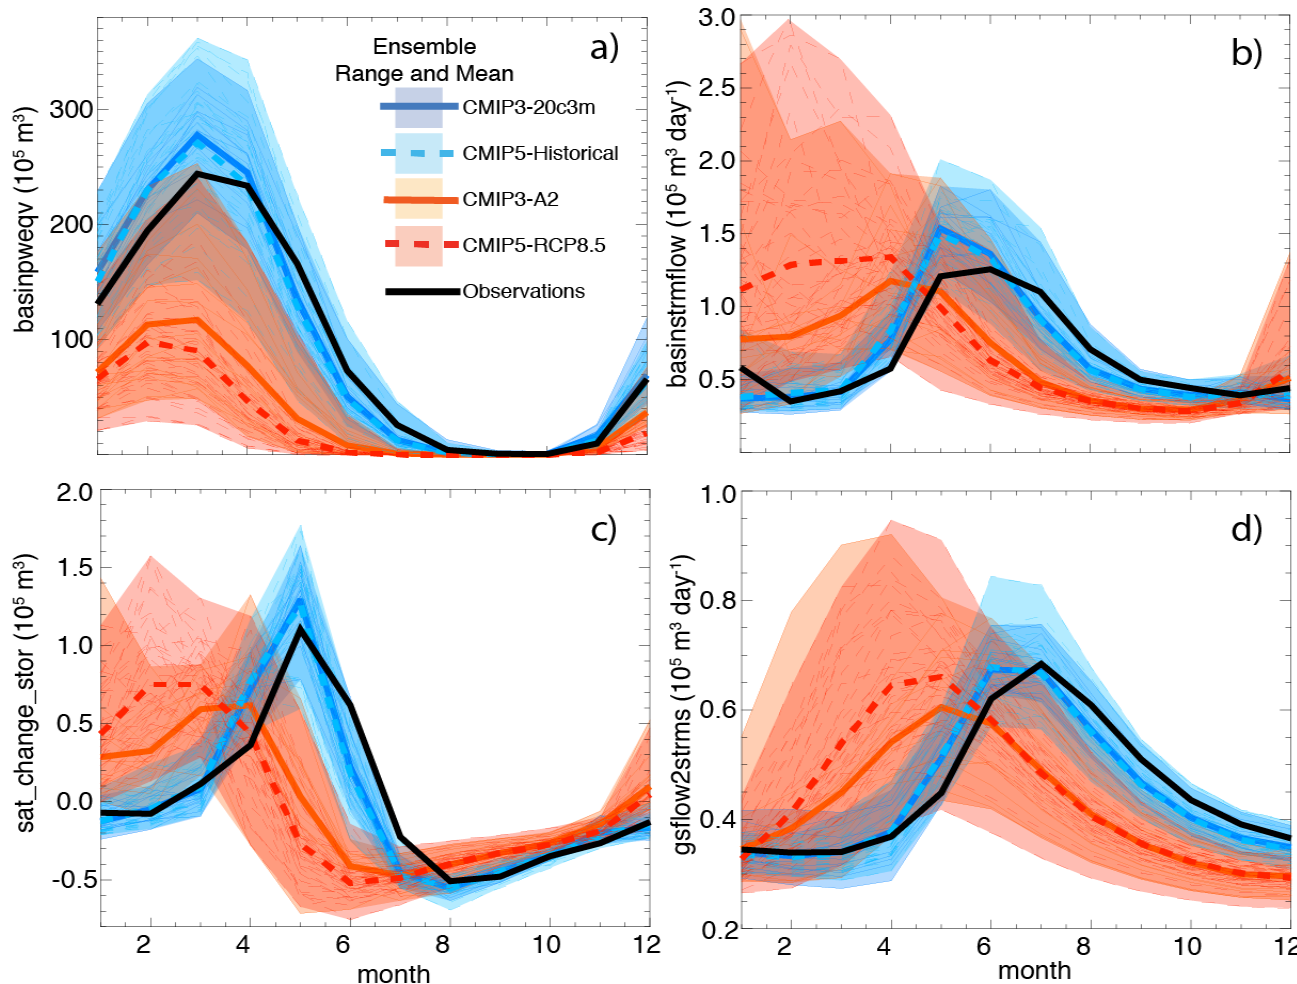 a)
Ensemble
Range and Mean
CMIP3-20c3m
CMIP5-Historical
CMIP3-A2
CMIP5-RCP8.5
Observations
basinpweqv (10⁵ m³)
300
200
100
b)
basinstrmflow (10⁵ m³ day⁻¹)
3.0
2.5
2.0
1.5
1.0
0.5
c)
sat_change_stor (10⁵ m³)
2.0
1.5
1.0
0.5
0.0
-0.5
2 4 6 8 10 12
month
d)
gsflow2strms (10⁵ m³ day⁻¹)
1.0
0.8
0.6
0.4
0.2
2 4 6 8 10 12
month